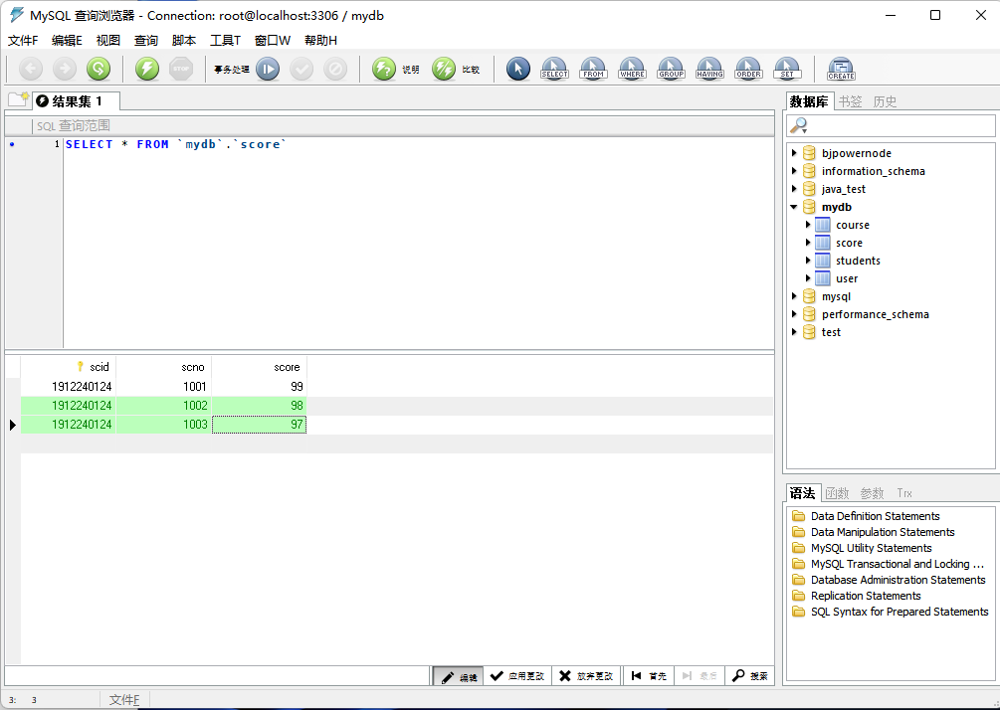 MySQL 查询浏览器 - Connection: root@localhost:3306 / mydb
文件F 编辑E 视图 查询 脚本 工具T 窗口W 帮助H
STOP 事务处理 说明 比较 SELECT FROM WHERE GROUP HAVING ORDER SET CREATE
结果集 1
SQL 查询范围
1 SELECT * FROM `mydb`.`score`
scid scno score
1912240124 1001 99
1912240124 1002 98
1912240124 1003 97
编辑 应用更改 放弃更改 首先 最后 搜索
3: 3 文件F
数据库 书签 历史
bjpowernode
information_schema
java_test
mydb
course
score
students
user
mysql
performance_schema
test
语法 函数 参数 Trx
Data Definition Statements
Data Manipulation Statements
MySQL Utility Statements
MySQL Transactional and Locking ...
Database Administration Statements
Replication Statements
SQL Syntax for Prepared Statements